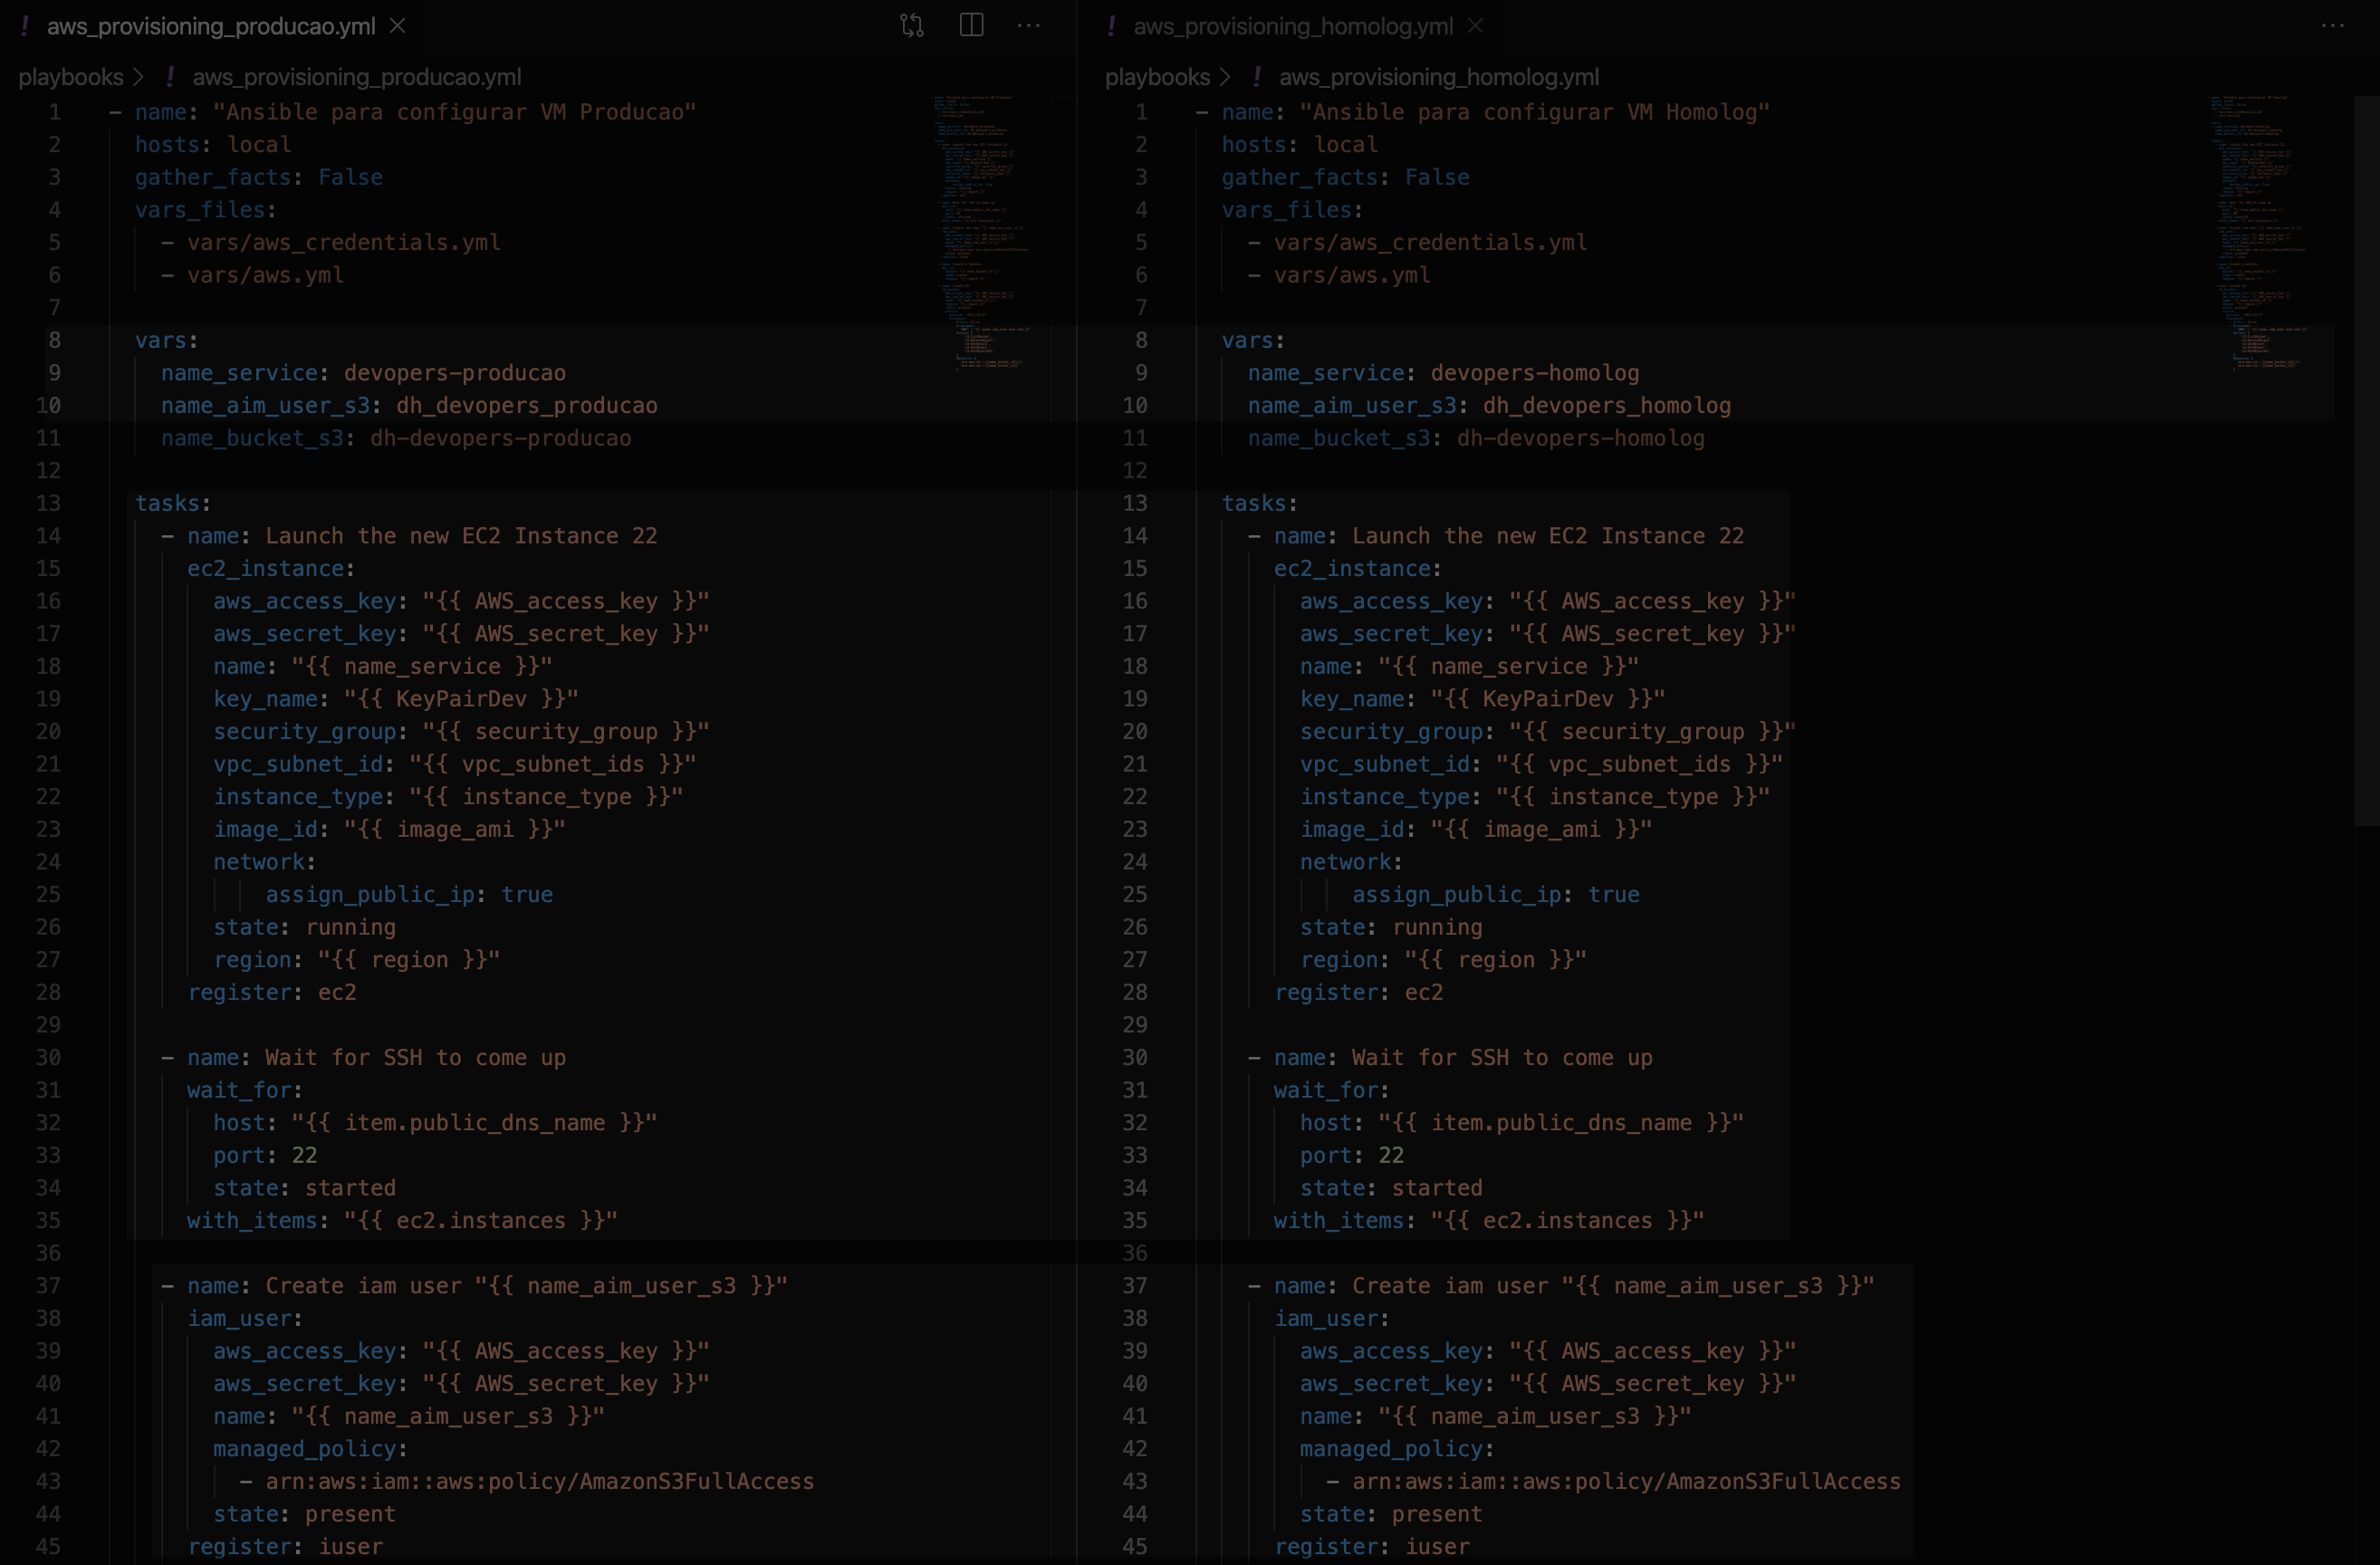 aws_provisioning_producao.yml
playbooks > ! aws_provisioning_producao.yml
1 - name: "Ansible para configurar VM Producao"
2 hosts: local
3 gather_facts: False
4 vars_files:
5 - vars/aws_credentials.yml
6 - vars/aws.yml
7
8 vars:
9 name_service: devopers-producao
10 name_aim_user_s3: dh_devopers_producao
11 name_bucket_s3: dh-devopers-producao
12
13 tasks:
14 - name: Launch the new EC2 Instance 22
15 ec2_instance:
16 aws_access_key: "{{ AWS_access_key }}"
17 aws_secret_key: "{{ AWS_secret_key }}"
18 name: "{{ name_service }}"
19 key_name: "{{ KeyPairDev }}"
20 security_group: "{{ security_group }}"
21 vpc_subnet_id: "{{ vpc_subnet_ids }}"
22 instance_type: "{{ instance_type }}"
23 image_id: "{{ image_ami }}"
24 network:
25 assign_public_ip: true
26 state: running
27 region: "{{ region }}"
28 register: ec2
29
30 - name: Wait for SSH to come up
31 wait_for:
32 host: "{{ item.public_dns_name }}"
33 port: 22
34 state: started
35 with_items: "{{ ec2.instances }}"
36
37 - name: Create iam user "{{ name_aim_user_s3 }}"
38 iam_user:
39 aws_access_key: "{{ AWS_access_key }}"
40 aws_secret_key: "{{ AWS_secret_key }}"
41 name: "{{ name_aim_user_s3 }}"
42 managed_policy:
43 - arn:aws:iam::aws:policy/AmazonS3FullAccess
44 state: present
45 register: iuser
aws_provisioning_homolog.yml
playbooks > ! aws_provisioning_homolog.yml
1 - name: "Ansible para configurar VM Homolog"
2 hosts: local
3 gather_facts: False
4 vars_files:
5 - vars/aws_credentials.yml
6 - vars/aws.yml
7
8 vars:
9 name_service: devopers-homolog
10 name_aim_user_s3: dh_devopers_homolog
11 name_bucket_s3: dh-devopers-homolog
12
13 tasks:
14 - name: Launch the new EC2 Instance 22
15 ec2_instance:
16 aws_access_key: "{{ AWS_access_key }}"
17 aws_secret_key: "{{ AWS_secret_key }}"
18 name: "{{ name_service }}"
19 key_name: "{{ KeyPairDev }}"
20 security_group: "{{ security_group }}"
21 vpc_subnet_id: "{{ vpc_subnet_ids }}"
22 instance_type: "{{ instance_type }}"
23 image_id: "{{ image_ami }}"
24 network:
25 assign_public_ip: true
26 state: running
27 region: "{{ region }}"
28 register: ec2
29
30 - name: Wait for SSH to come up
31 wait_for:
32 host: "{{ item.public_dns_name }}"
33 port: 22
34 state: started
35 with_items: "{{ ec2.instances }}"
36
37 - name: Create iam user "{{ name_aim_user_s3 }}"
38 iam_user:
39 aws_access_key: "{{ AWS_access_key }}"
40 aws_secret_key: "{{ AWS_secret_key }}"
41 name: "{{ name_aim_user_s3 }}"
42 managed_policy:
43 - arn:aws:iam::aws:policy/AmazonS3FullAccess
44 state: present
45 register: iuser